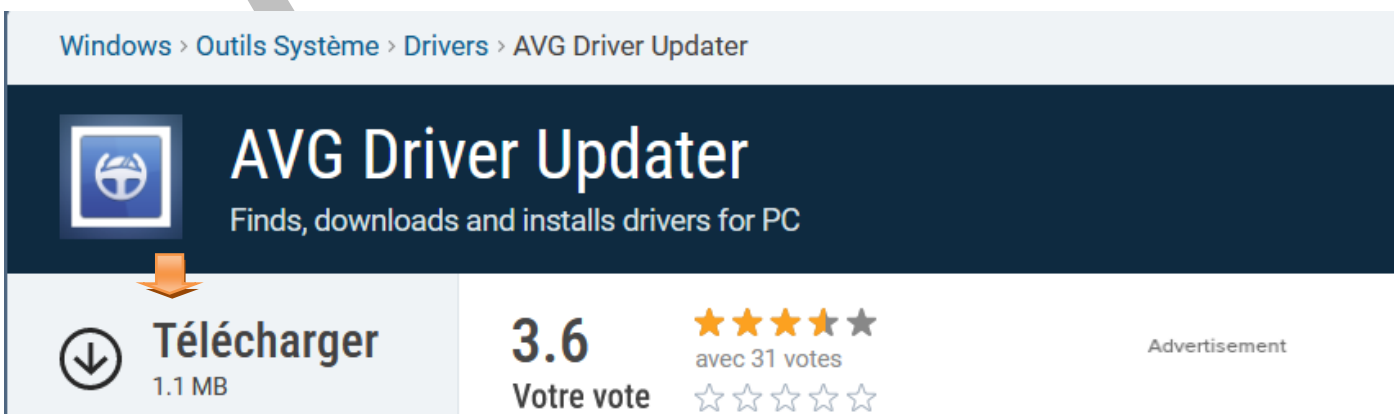 Windows › Outils Système › Drivers › AVG Driver Updater
AVG Driver Updater
Finds, downloads and installs drivers for PC
Télécharger
1.1 MB
3.6
avec 31 votes
Votre vote
Advertisement